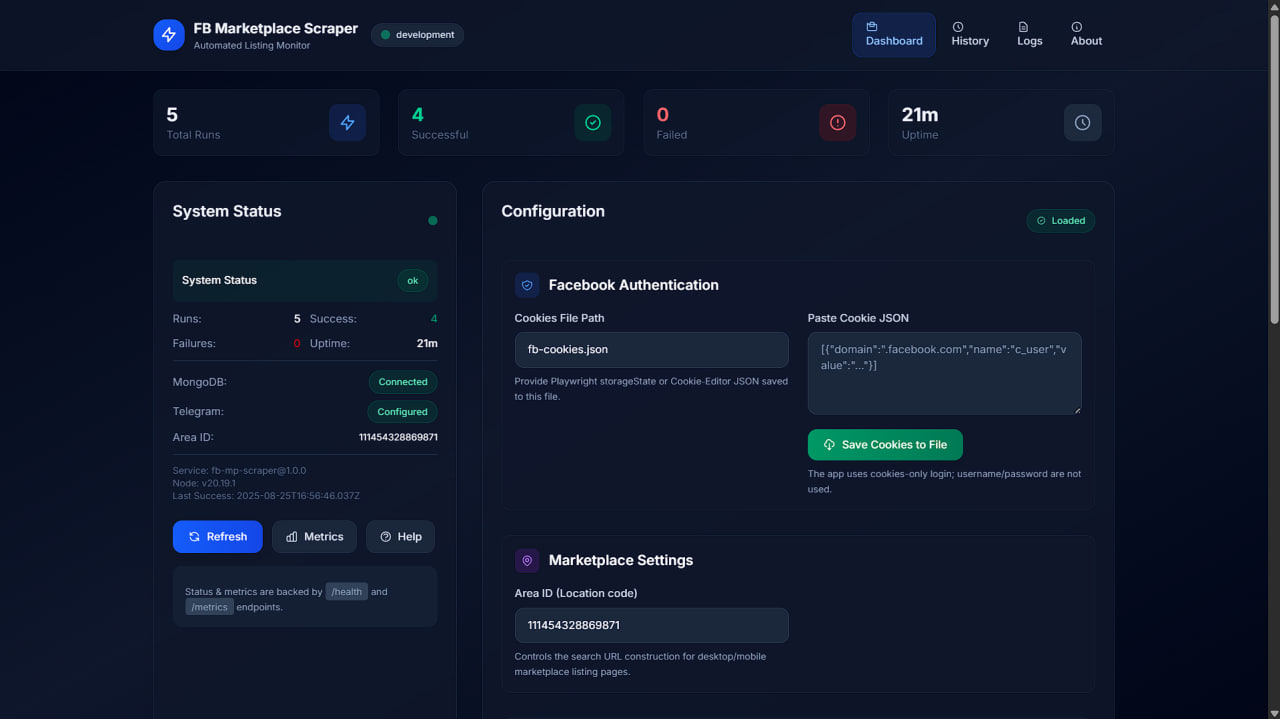 FB Marketplace Scraper
Automated Listing Monitor
development
Dashboard
History
Logs
About
5
Total Runs
4
Successful
0
Failed
21m
Uptime
System Status
System Status
ok
Runs: 5 Success: 4
Failures: 0 Uptime: 21m
MongoDB: Connected
Telegram: Configured
Area ID: 111454328869871
Service: fb-mp-scraper@1.0.0
Node: v20.19.1
Last Success: 2025-08-25T16:56:46.037Z
Refresh
Metrics
Help
Status & metrics are backed by /health and
/metrics endpoints.
Configuration
Loaded
Facebook Authentication
Cookies File Path
fb-cookies.json
Provide Playwright storageState or Cookie-Editor JSON saved
to this file.
Paste Cookie JSON
[{"domain":".facebook.com","name":"c_user","v
alue":"..."}]
Save Cookies to File
The app uses cookies-only login; username/password are not
used.
Marketplace Settings
Area ID (Location code)
111454328869871
Controls the search URL construction for desktop/mobile
marketplace listing pages.